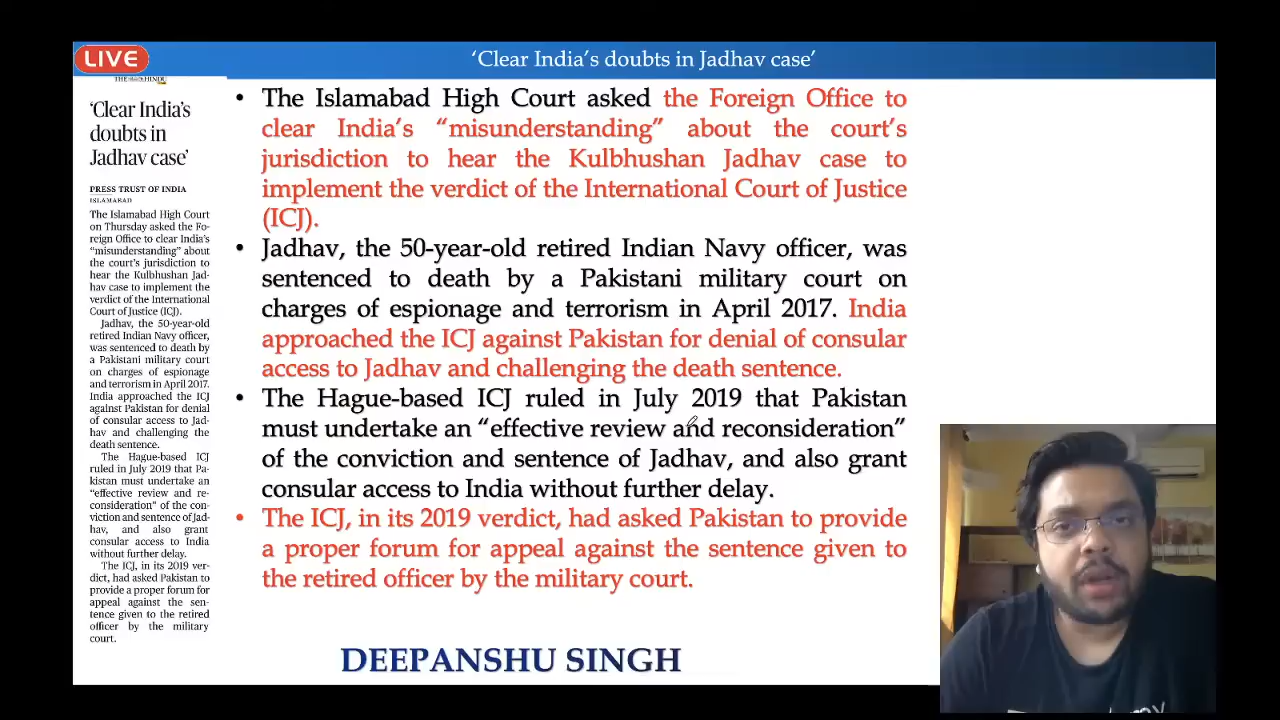 LIVE
'Clear India's doubts in Jadhav case'
THE HINDU
'Clear India's
doubts in
Jadhav case'
PRESS TRUST OF INDIA
ISLAMABAD
The Islamabad High Court
on Thursday asked the Fo-
reign Office to clear India's
"misunderstanding" about
the court's jurisdiction to
hear the Kulbhushan Jad-
hav case to implement the
verdict of the International
Court of Justice (ICJ).
Jadhav, the 50-year-old
retired Indian Navy officer,
was sentenced to death by
a Pakistani military court
on charges of espionage
and terrorism in April 2017.
India approached the ICJ
against Pakistan for denial
of consular access to Jad-
hav and challenging the
death sentence.
The Hague-based ICJ
ruled in July 2019 that Pa-
kistan must undertake an
"effective review and re-
consideration" of the con-
viction and sentence of Jad-
hav, and also grant
consular access to India
without further delay.
The ICJ, in its 2019 ver-
dict, had asked Pakistan to
provide a proper forum for
appeal against the sen-
tence given to the retired
officer by the military
court.
• The Islamabad High Court asked the Foreign Office to
clear India's "misunderstanding" about the court's
jurisdiction to hear the Kulbhushan Jadhav case to
implement the verdict of the International Court of Justice
(ICJ).
• Jadhav, the 50-year-old retired Indian Navy officer, was
sentenced to death by a Pakistani military court on
charges of espionage and terrorism in April 2017. India
approached the ICJ against Pakistan for denial of consular
access to Jadhav and challenging the death sentence.
• The Hague-based ICJ ruled in July 2019 that Pakistan
must undertake an "effective review and reconsideration"
of the conviction and sentence of Jadhav, and also grant
consular access to India without further delay.
• The ICJ, in its 2019 verdict, had asked Pakistan to provide
a proper forum for appeal against the sentence given to
the retired officer by the military court.
DEEPANSHU SINGH